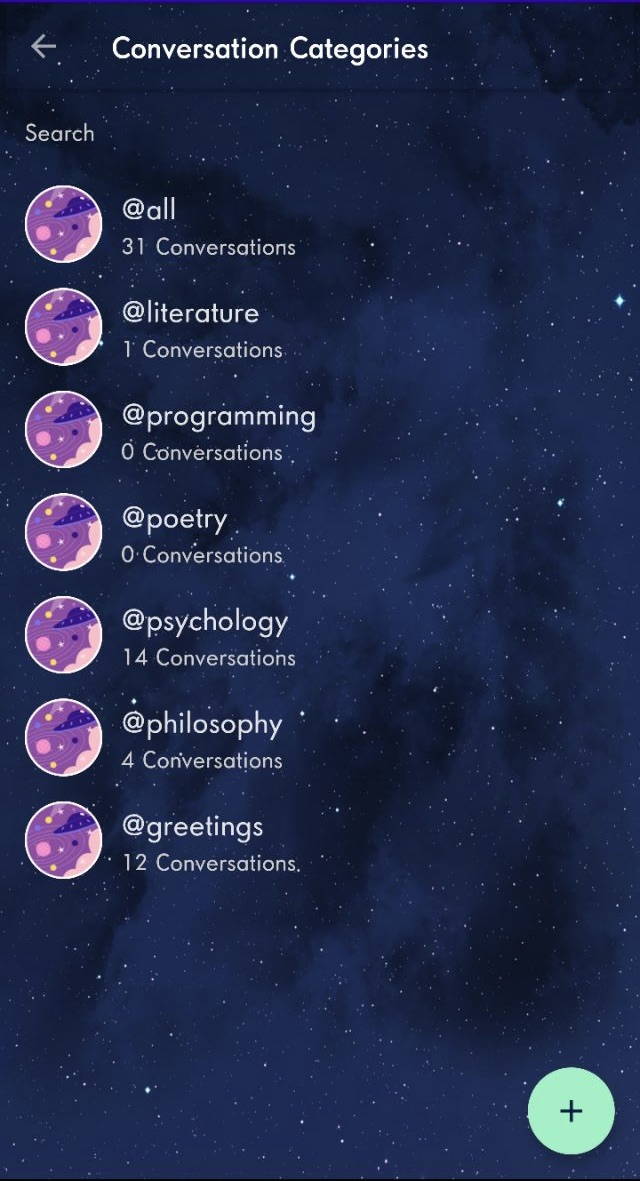 Conversation Categories
Search
@all
31 Conversations
@literature
1 Conversations
@programming
0 Conversations
@poetry
0 Conversations
@psychology
14 Conversations
@philosophy
4 Conversations
@greetings
12 Conversations
+